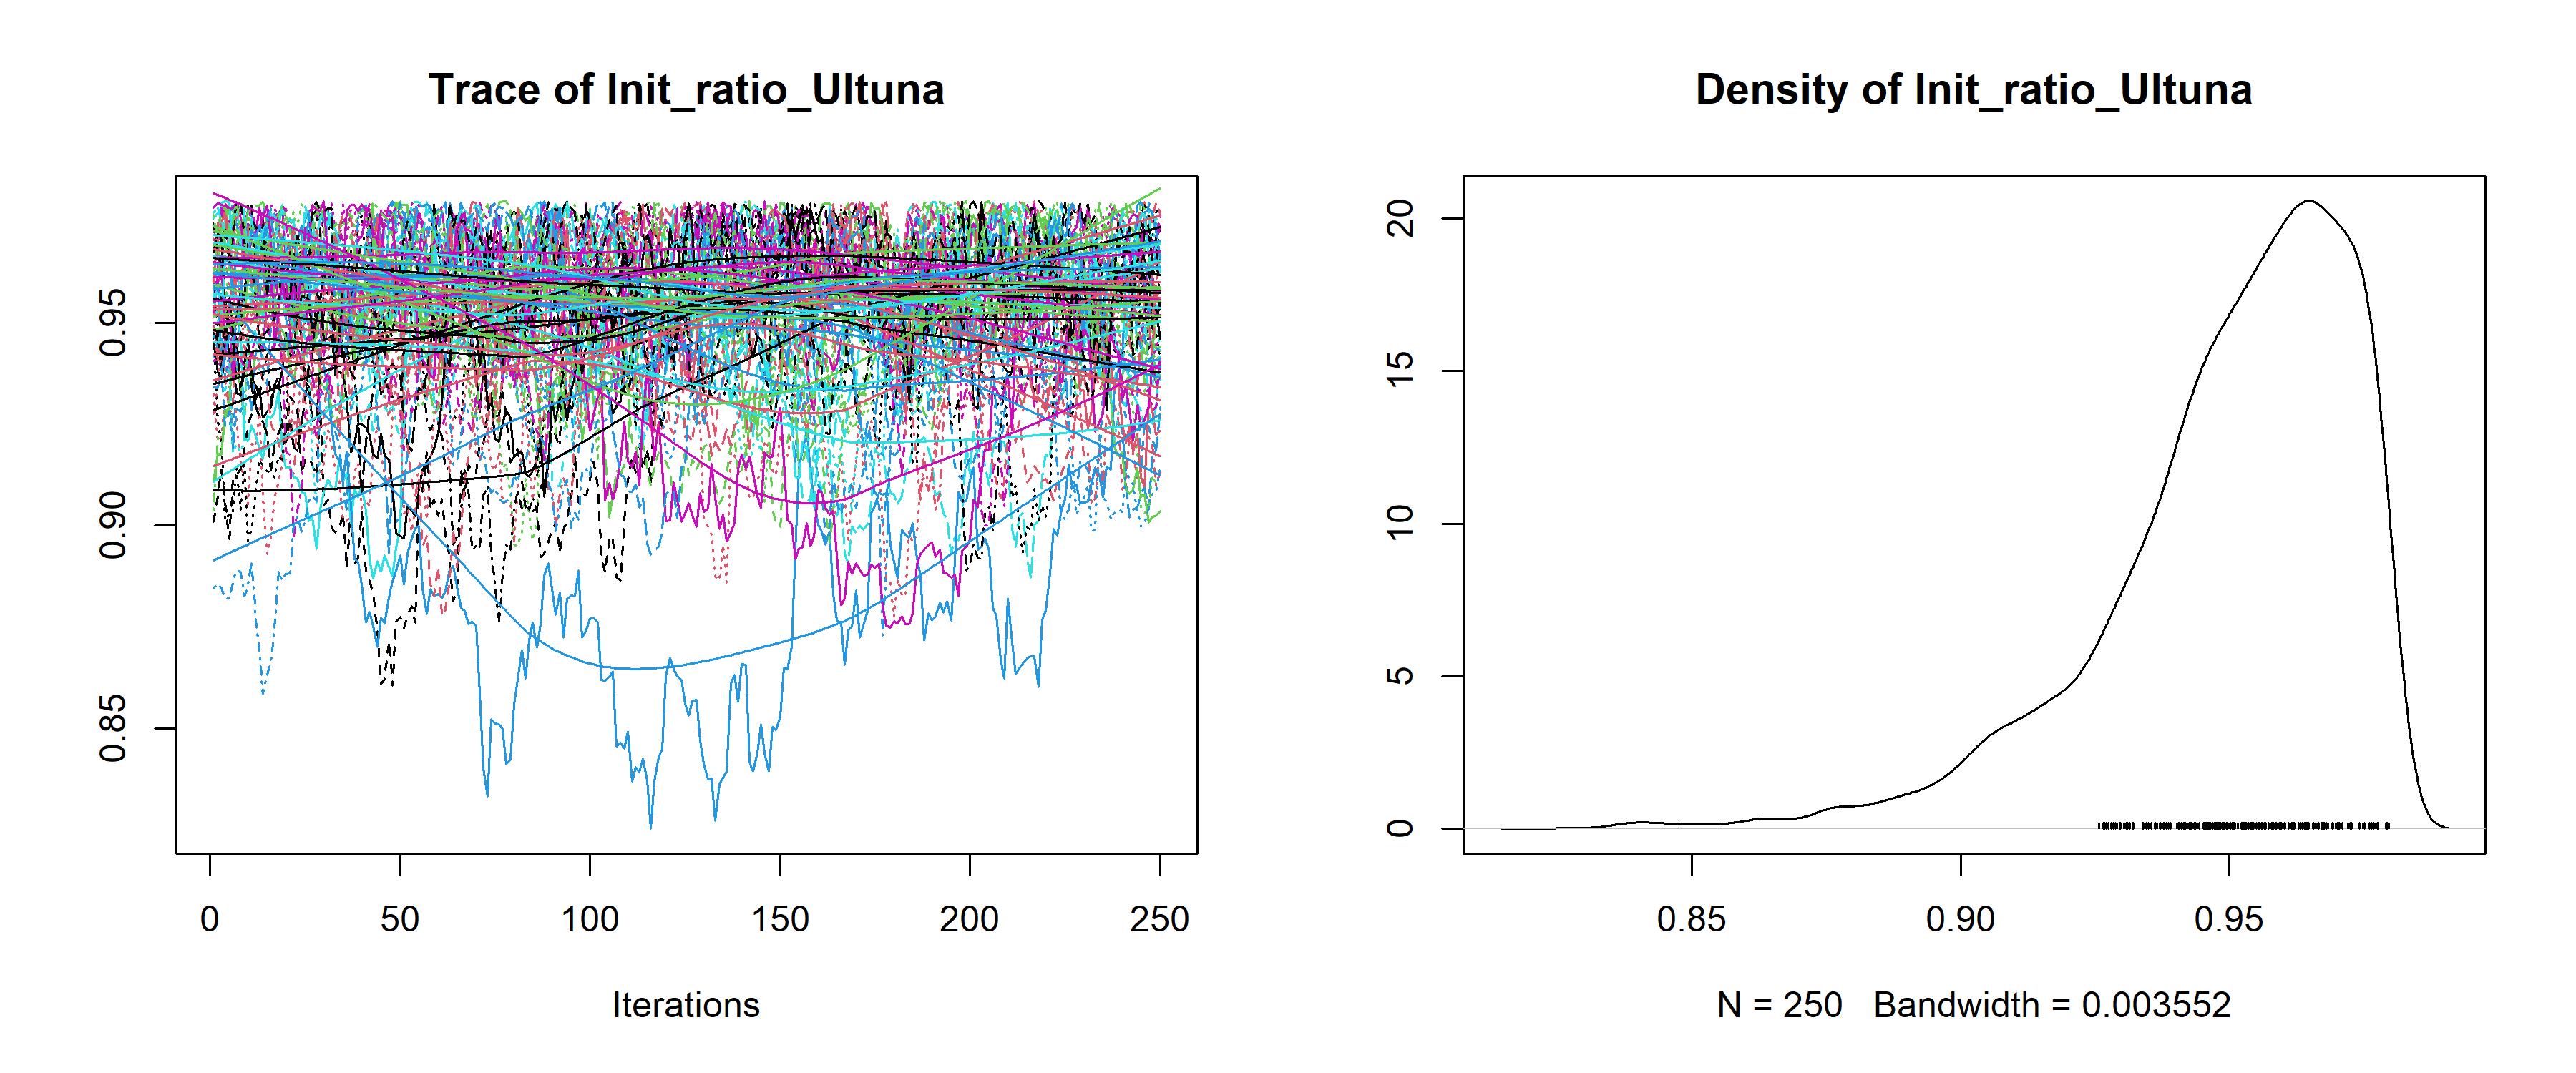 Trace of Init_ratio_Ultuna
0.95
0.90
0.85
0 50 100 150 200 250
Iterations
Density of Init_ratio_Ultuna
20
15
10
5
0
0.85 0.90 0.95
N = 250 Bandwidth = 0.003552